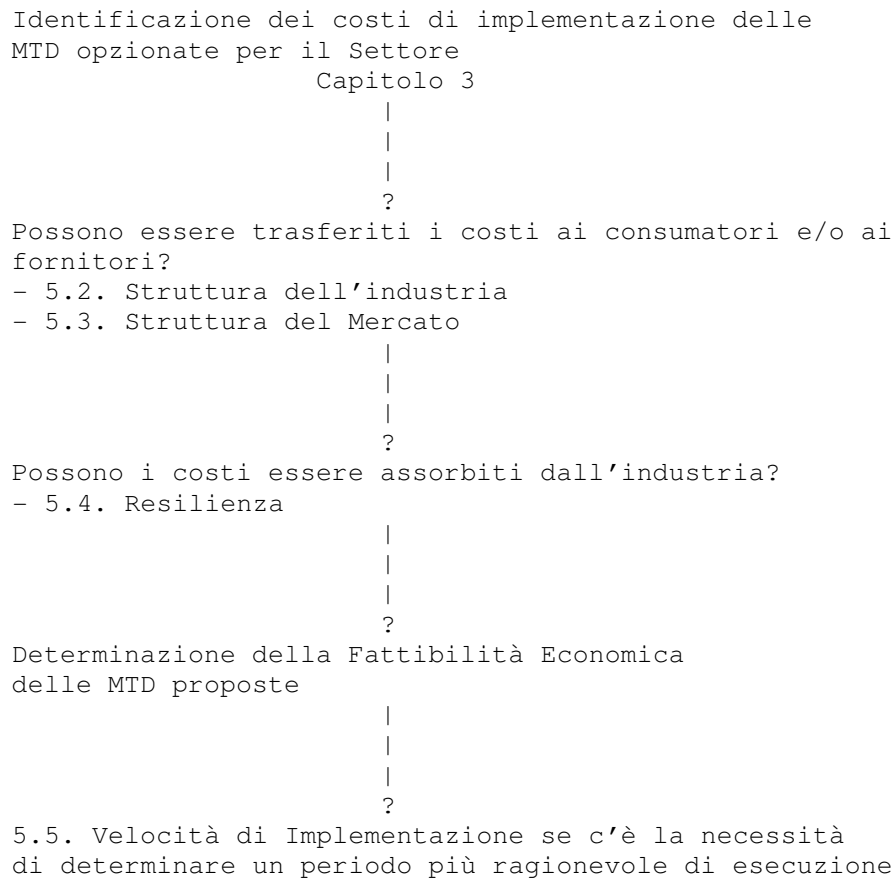 Identificazione dei costi di implementazione delle
MTD opzionate per il Settore
Capitolo 3
|
|
|
?
Possono essere trasferiti i costi ai consumatori e/o ai
fornitori?
- 5.2. Struttura dell'industria
- 5.3. Struttura del Mercato
|
|
|
?
Possono i costi essere assorbiti dall'industria?
- 5.4. Resilienza
|
|
|
?
Determinazione della Fattibilità Economica
delle MTD proposte
|
|
|
?
5.5. Velocità di Implementazione se c'è la necessità
di determinare un periodo più ragionevole di esecuzione